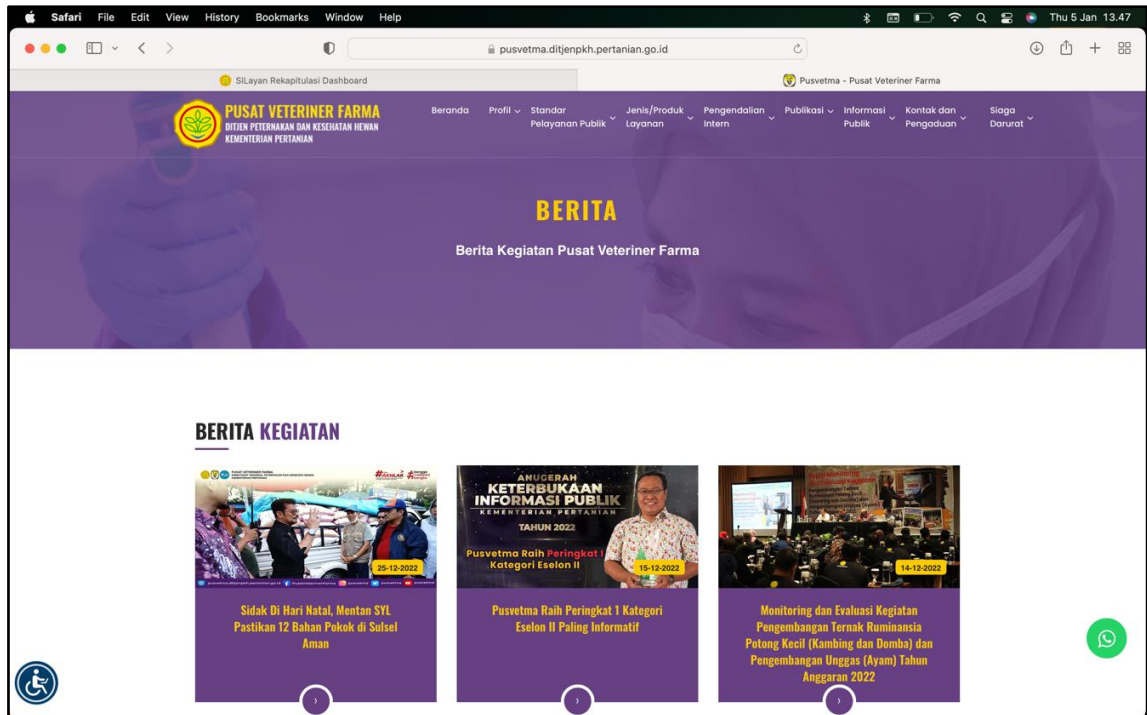 Safari File Edit View History Bookmarks Window Help
Thu 5 Jan 13.47
pusvetma.ditjenpkh.pertanian.go.id
SiLayan Rekapitulasi Dashboard
Pusvetma - Pusat Veteriner Farma
PUSAT VETERINER FARMA
DITJEN PETERNAKAN DAN KESEHATAN HEWAN
KEMENTERIAN PERTANIAN
Beranda
Profil
Standar
Pelayanan Publik
Jenis/Produk
Layanan
Pengendalian
Intern
Publikasi
Informasi
Publik
Kontak dan
Pengaduan
Siaga
Darurat
BERITA
Berita Kegiatan Pusat Veteriner Farma
BERITA KEGIATAN
PUSAT VETERINER FARMA
#AKHLAK
25-12-2022
Sidak Di Hari Natal, Mentan SYL
Pastikan 12 Bahan Pokok di Sulsel
Aman
ANUGERAH
KETERBUKAAN
INFORMASI PUBLIK
KEMENTERIAN PERTANIAN
TAHUN 2022
Pusvetma Raih Peringkat I
Kategori Eselon II
15-12-2022
Pusvetma Raih Peringkat 1 Kategori
Eselon II Paling Informatif
14-12-2022
Monitoring dan Evaluasi Kegiatan
Pengembangan Ternak Ruminansia
Potong Kecil (Kambing dan Domba) dan
Pengembangan Unggas (Ayam) Tahun
Anggaran 2022